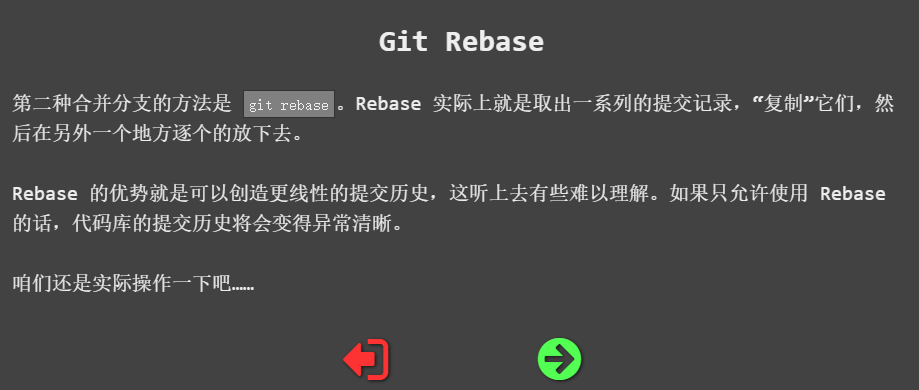 Git Rebase
第二种合并分支的方法是 git rebase。Rebase 实际上就是取出一系列的提交记录，“复制”它们，然
后在另外一个地方逐个的放下去。
Rebase 的优势就是可以创造更线性的提交历史，这听上去有些难以理解。如果只允许使用 Rebase
的话，代码库的提交历史将会变得异常清晰。
咱们还是实际操作一下吧……